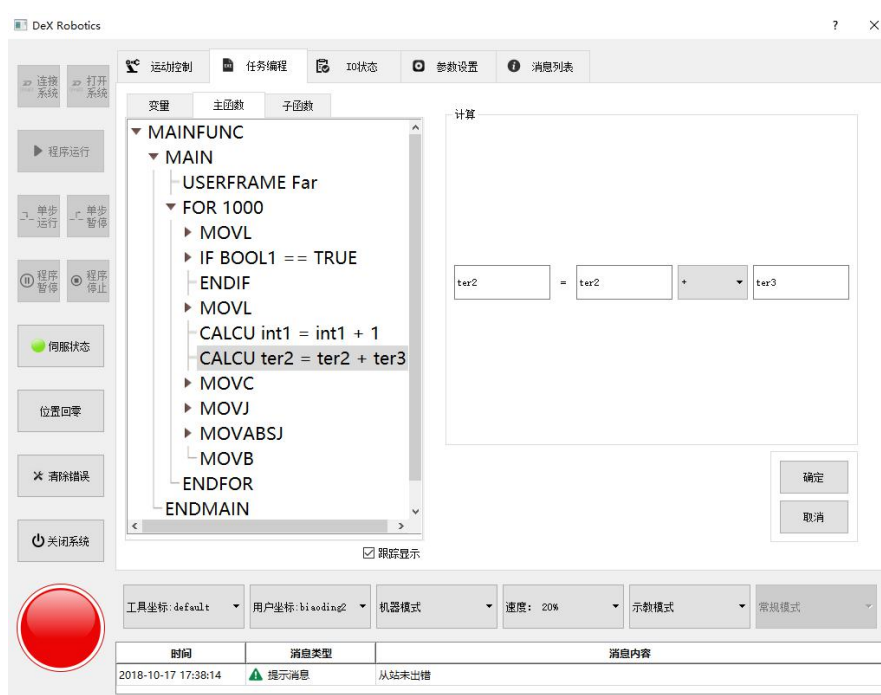 DeX Robotics
? ×
连接系统 打开系统
程序运行
单步运行 单步暂停
程序暂停 程序停止
伺服状态
位置回零
清除错误
关闭系统
运动控制 任务编程 IO状态 参数设置 消息列表
变量 主函数 子函数
MAINFUNC
MAIN
USERFRAME Far
FOR 1000
MOVL
IF BOOL1 == TRUE
ENDIF
MOVL
CALCU int1 = int1 + 1
CALCU ter2 = ter2 + ter3
MOVC
MOVJ
MOVABSJ
MOVB
ENDFOR
ENDMAIN
跟踪显示
计算
ter2 = ter2 + ter3
确定
取消
工具坐标:default 用户坐标:biaoding2 机器模式 速度: 20% 示教模式 常规模式
时间 消息类型 消息内容
2018-10-17 17:38:14 提示消息 从站未出错